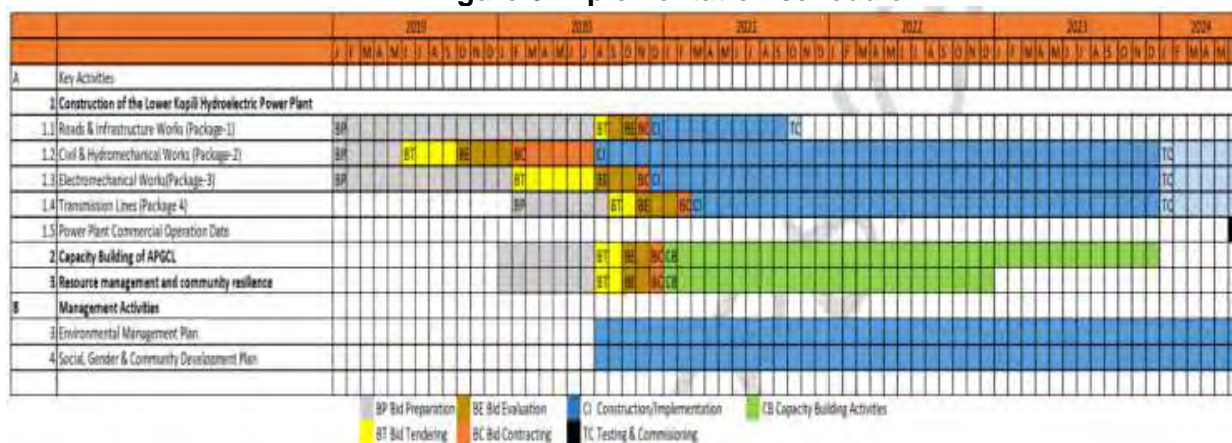 2019 2020 2021 2022 2023 2024
J F M A M J J A S O N D J F M A M J J A S O N D J F M A M J J A S O N D J F M A M J J A S O N D J F M A M J J A S O N D J F M A M
A Key Activities
1 Construction of the Lower Kopili Hydroelectric Power Plant
1.1 Roads & Infrastructure Works (Package-1) BP BT BE BC CI TC
1.2 Civil & Hydromechanical Works (Package-2) BP BT BE BC CI TC
1.3 Electromechanical Works(Package-3) BP BT BE BC CI TC
1.4 Transmission Lines (Package 4) BP BT BE BC CI TC
1.5 Power Plant Commercial Operation Date
2 Capacity Building of APGCL BT BE BC CB
3 Resource management and community resilience BT BE BC CB
B Management Activities
3 Environmental Management Plan
4 Social, Gender & Community Development Plan
BP Bid Preparation BE Bid Evaluation CI Construction/Implementation CB Capacity Building Activities
BT Bid Tendering BC Bid Contracting TC Testing & Commisioning